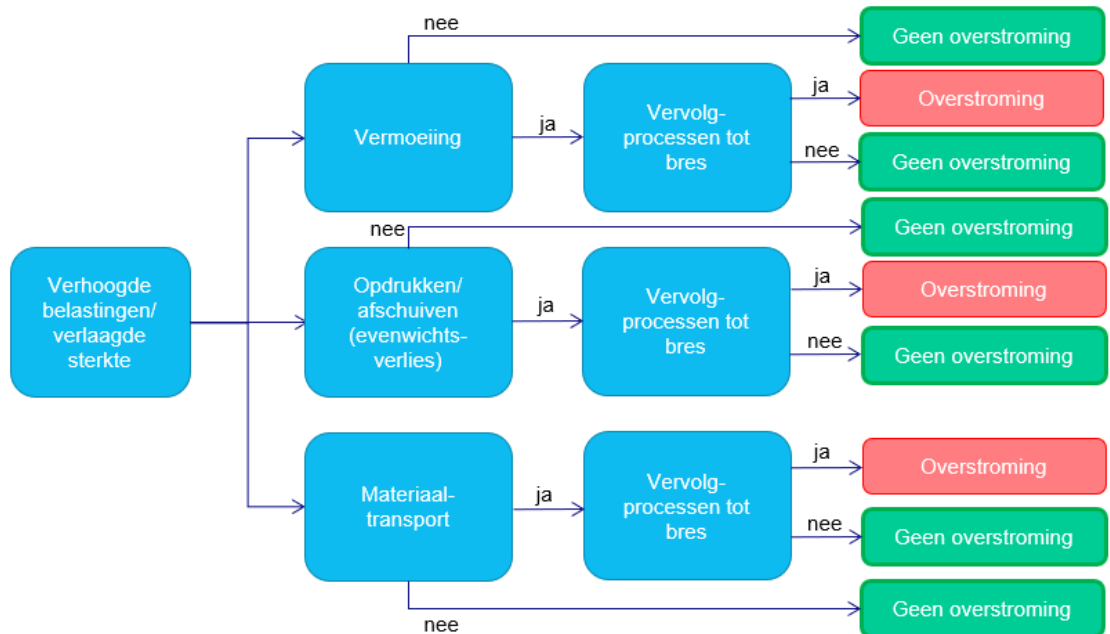 nee
Geen overstroming
Vermoeiing
ja
Vervolg-
processen tot
bres
ja
Overstroming
nee
Geen overstroming
nee
Geen overstroming
Verhoogde
belastingen/
verlaagde
sterkte
Opdrukken/
afschuiven
(evenwichts-
verlies)
ja
Vervolg-
processen tot
bres
ja
Overstroming
nee
Geen overstroming
Materiaal-
transport
ja
Vervolg-
processen tot
bres
ja
Overstroming
nee
Geen overstroming
nee
Geen overstroming